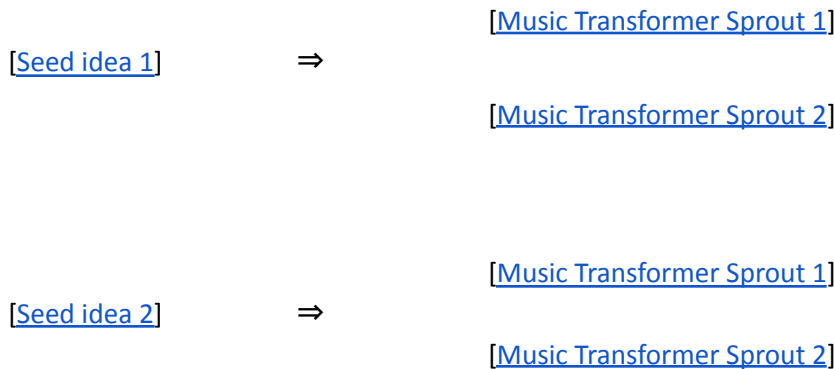 [Music Transformer Sprout 1]
[Seed idea 1] ⇒
[Music Transformer Sprout 2]
[Music Transformer Sprout 1]
[Seed idea 2] ⇒
[Music Transformer Sprout 2]